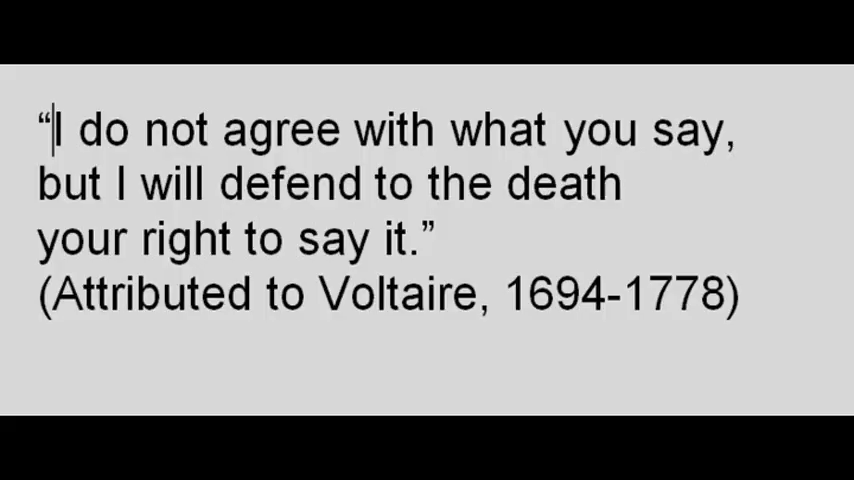 “I do not agree with what you say,
but I will defend to the death
your right to say it.”
(Attributed to Voltaire, 1694-1778)